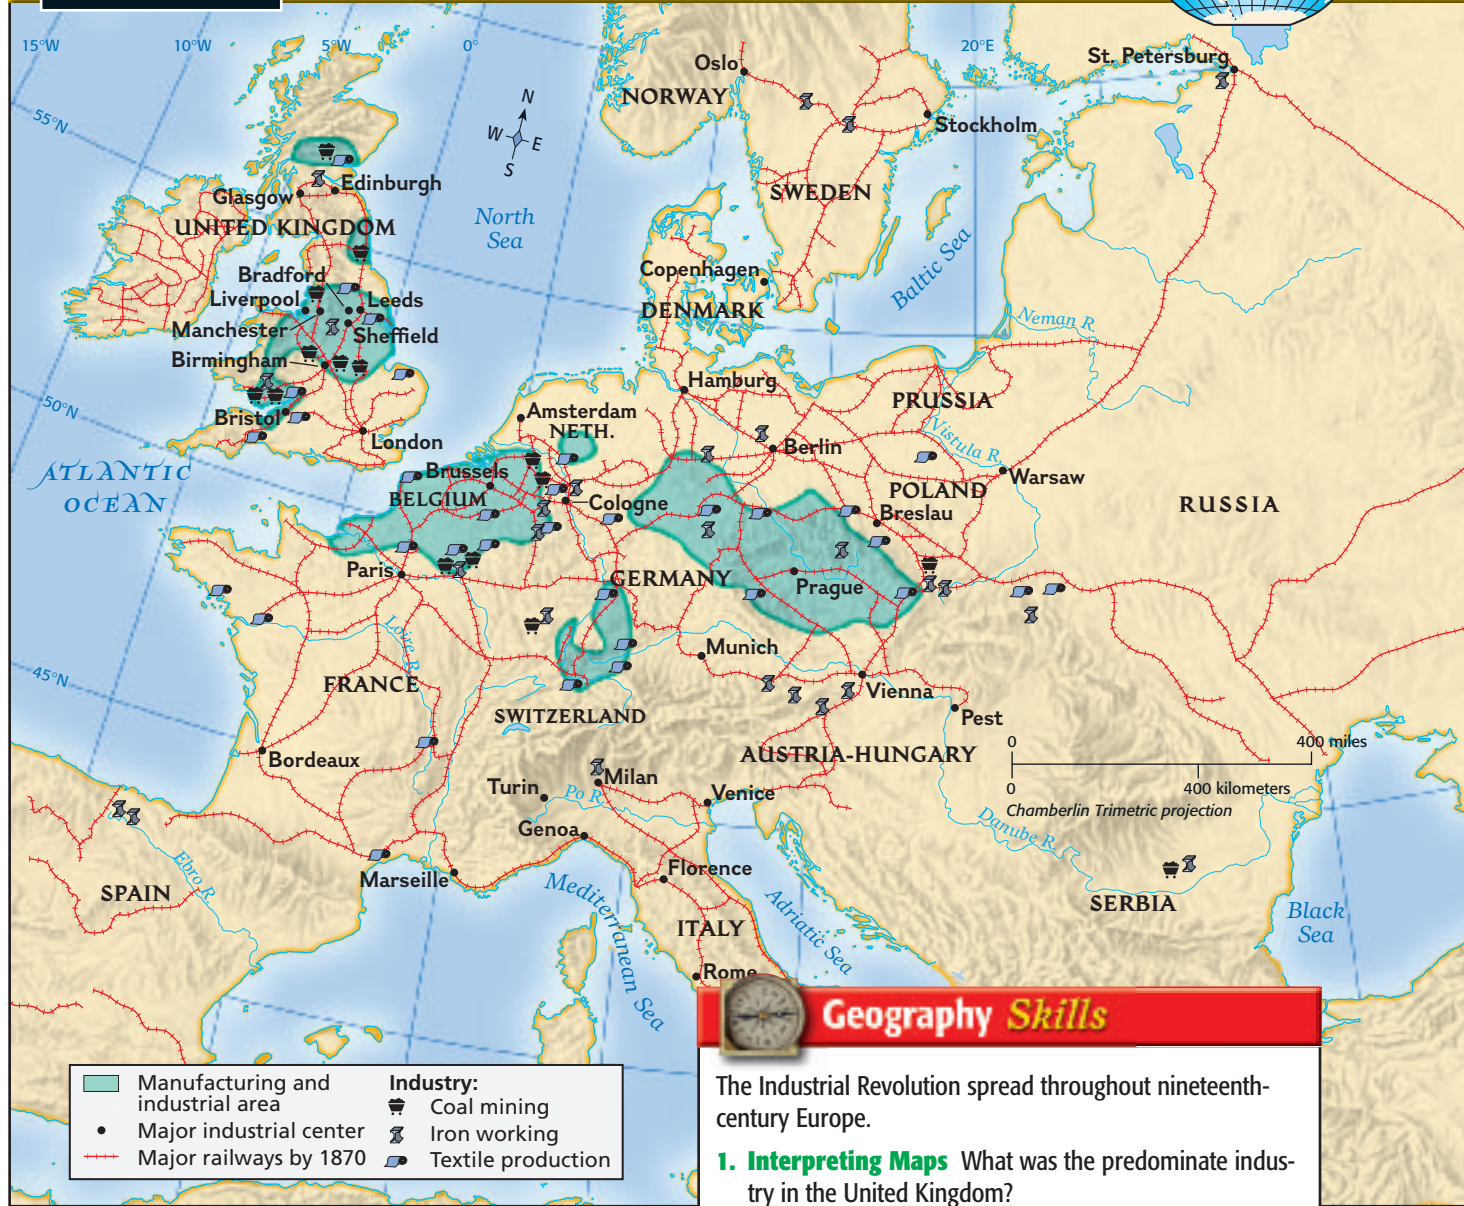 15°W
10°W
5°W
0°
20°E
55°N
50°N
45°N
N
W
E
S
Oslo
NORWAY
Stockholm
SWEDEN
St. Petersburg
Edinburgh
Glasgow
UNITED KINGDOM
North
Sea
Bradford
Liverpool
Leeds
Manchester
Sheffield
Birmingham
Bristol
London
Copenhagen
DENMARK
Baltic Sea
Neman R.
Hamburg
PRUSSIA
Amsterdam
NETH.
Berlin
Vistula R.
Warsaw
ATLANTIC
OCEAN
Brussels
BELGIUM
Cologne
POLAND
Breslau
RUSSIA
Paris
GERMANY
Prague
Loire R.
Munich
FRANCE
Vienna
SWITZERLAND
Pest
Bordeaux
AUSTRIA-HUNGARY
0
400 miles
0
400 kilometers
Chamberlin Trimetric projection
Turin
Milan
Po R.
Venice
Genoa
Danube R.
Ebro R.
Marseille
Florence
SPAIN
Mediterranean Sea
Adriatic Sea
SERBIA
Black
Sea
ITALY
Rome
Manufacturing and
industrial area
Major industrial center
Major railways by 1870
Industry:
Coal mining
Iron working
Textile production
Geography Skills
The Industrial Revolution spread throughout nineteenth-
century Europe.
1. Interpreting Maps What was the predominate indus-
try in the United Kingdom?